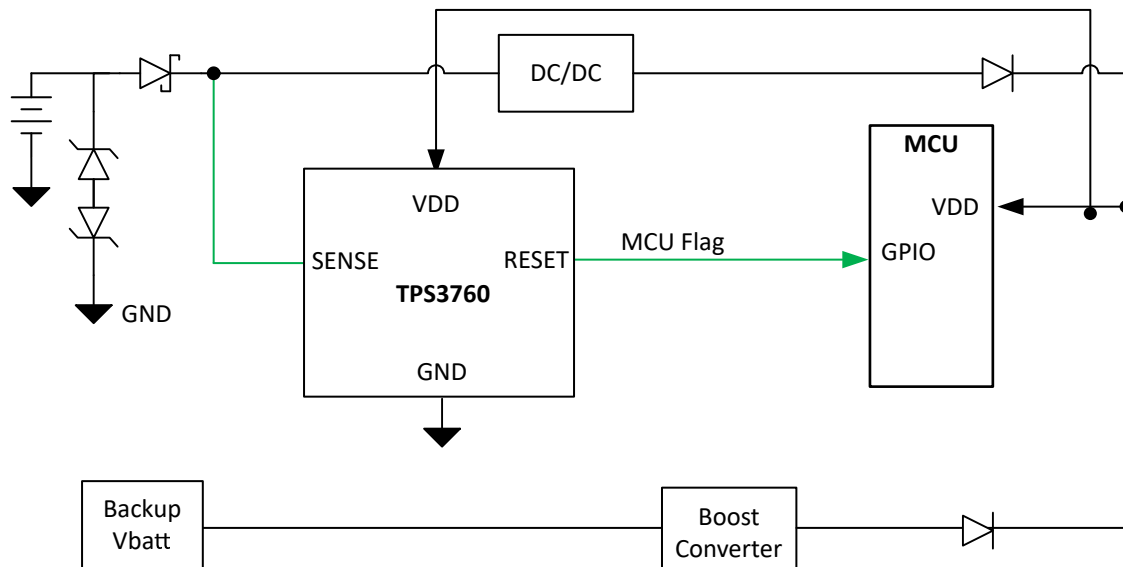 DC/DC
MCU
VDD
VDD
MCU Flag
SENSE
RESET
GPIO
TPS3760
GND
GND
Backup
Vbatt
Boost
Converter